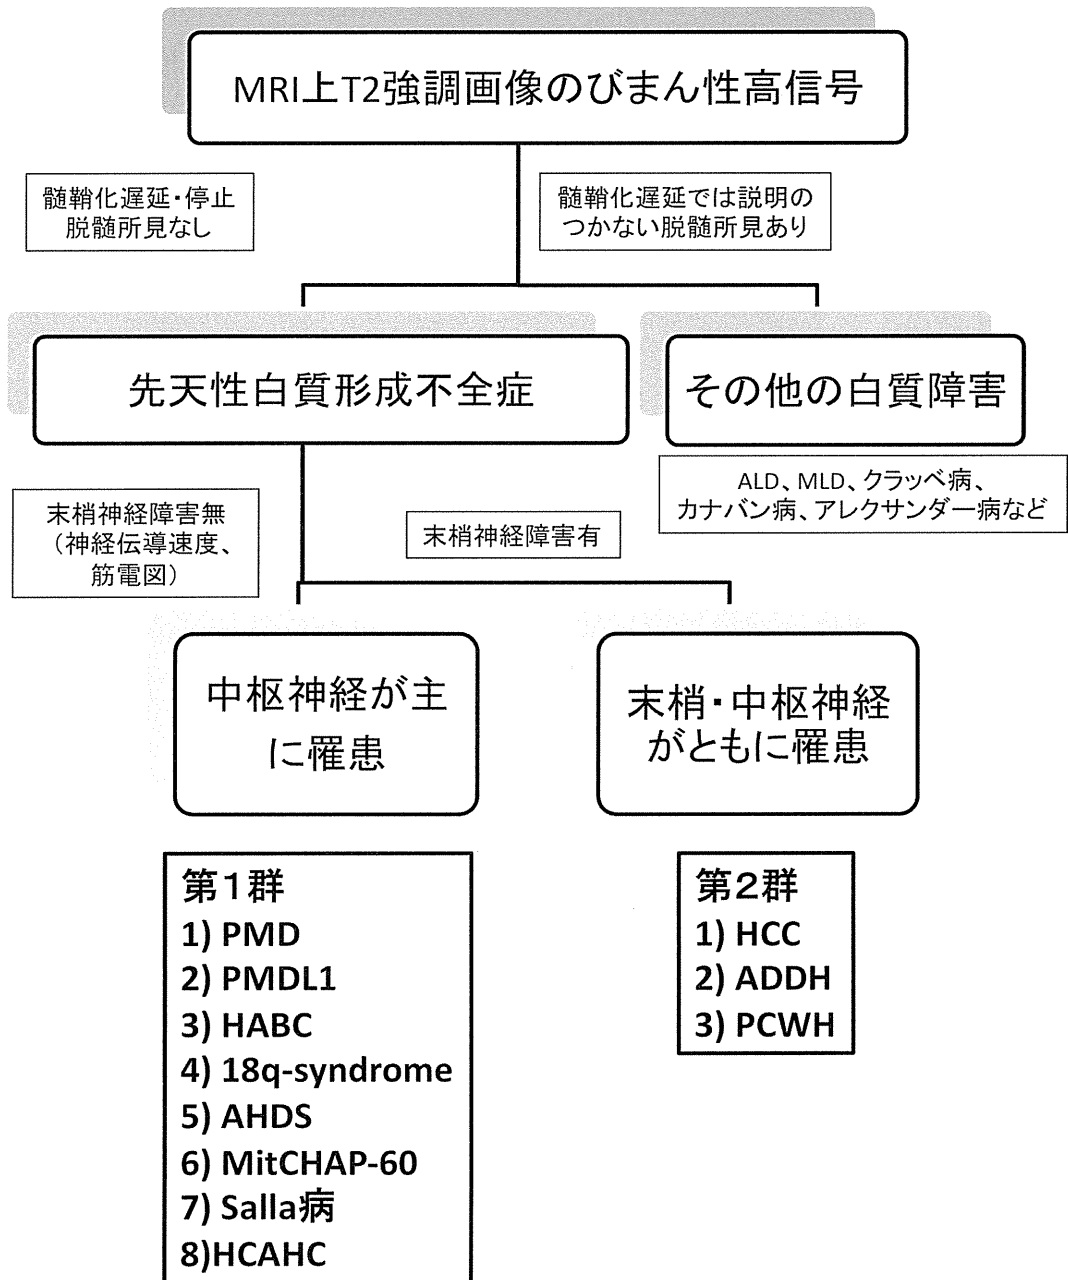 MRI上T2強調画像のびまん性高信号
髄鞘化遅延・停止
脱髄所見なし
髄鞘化遅延では説明の
つかない脱髄所見あり
先天性白質形成不全症
その他の白質障害
ALD、MLD、クラッベ病、
カナバン病、アレクサンダー病など
末梢神経障害無
(神経伝導速度、
筋電図)
末梢神経障害有
中枢神経が主
に罹患
末梢・中枢神経
がともに罹患
第1群
1) PMD
2) PMDL1
3) HABC
4) 18q-syndrome
5) AHDS
6) MitCHAP-60
7) Salla病
8)HCAHC
第2群
1) HCC
2) ADDH
3) PCWH